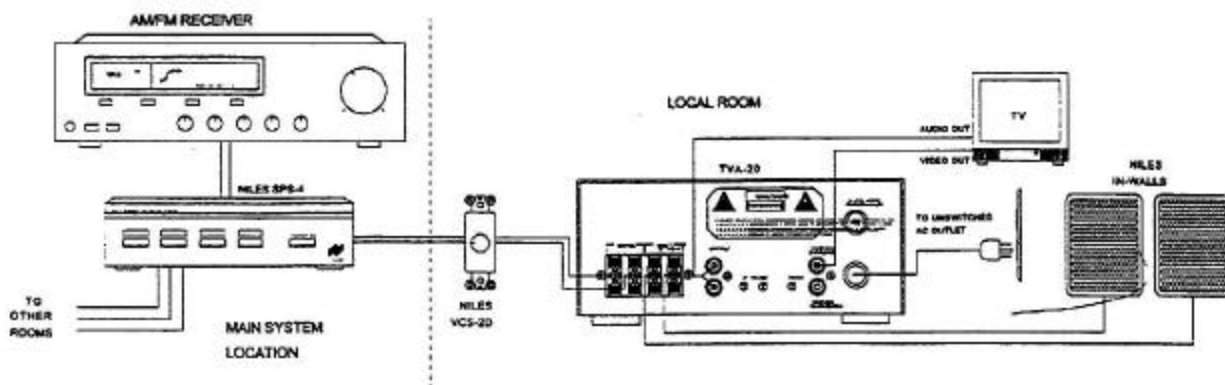 AM/FM RECEIVER
NILES SPS-4
TO
OTHER
ROOMS
MAIN SYSTEM
LOCATION
NILES
VCS-2D
LOCAL ROOM
TVA-20
AUDIO OUT
VIDEO OUT
TV
TO UNSWITCHED
AC OUTLET
NILES
IN-WALLS